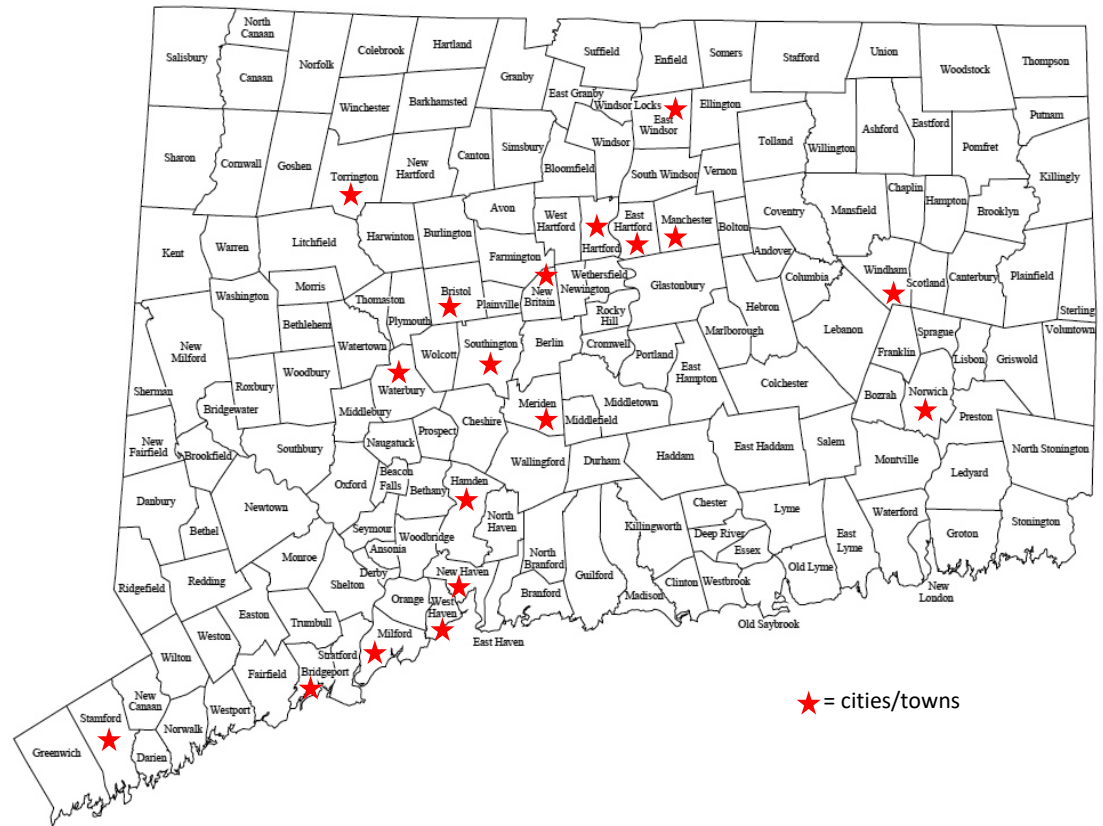 North
Canaan
Salisbury
Canaan
Norfolk
Colebrook
Hartland
Granby
Suffield
Enfield
Somers
Stafford
Union
Woodstock
Thompson
Winchester
Barkhamsted
East Granby
Windsor Locks
East
Windsor
Ellington
Putnam
Sharon
Cornwall
Goshen
Torrington
New
Hartford
Canton
Simsbury
Bloomfield
Windsor
South Windsor
Vernon
Tolland
Willington
Ashford
Eastford
Pomfret
Killingly
Kent
Warren
Litchfield
Harwinton
Burlington
Avon
West
Hartford
Hartford
East
Hartford
Manchester
Bolton
Coventry
Andover
Mansfield
Chaplin
Hampton
Brooklyn
Washington
Morris
Thomaston
Plymouth
Bristol
Farmington
Plainville
New
Britain
Newington
Wethersfield
Rocky
Hill
Glastonbury
Hebron
Columbia
Windham
Scotland
Canterbury
Plainfield
Sterling
New
Milford
Bethlehem
Watertown
Wolcott
Southington
Berlin
Cromwell
Portland
Marlborough
Lebanon
Franklin
Sprague
Lisbon
Griswold
Voluntown
Sherman
Roxbury
Woodbury
Waterbury
Meriden
Middlefield
Middletown
East
Hampton
Colchester
Bozrah
Norwich
Preston
Bridgewater
Middlebury
Naugatuck
Prospect
Cheshire
New
Fairfield
Brookfield
Southbury
Wallingford
Durham
Haddam
East Haddam
Salem
Montville
Ledyard
North Stonington
Danbury
Bethel
Newtown
Oxford
Beacon
Falls
Bethany
Hamden
North
Haven
Chester
Deep River
Essex
Lyme
Waterford
Groton
Stonington
Seymour
Woodbridge
Ansonia
Derby
Killingworth
East
Lyme
Ridgefield
Redding
Monroe
Shelton
Orange
New Haven
West
Haven
North
Branford
Branford
Guilford
Madison
Clinton
Westbrook
Old Lyme
New
London
Old Saybrook
East Haven
Easton
Weston
Trumbull
Milford
Stratford
Bridgeport
Fairfield
Wilton
New
Canaan
Westport
Norwalk
Stamford
Darien
Greenwich
= cities/towns